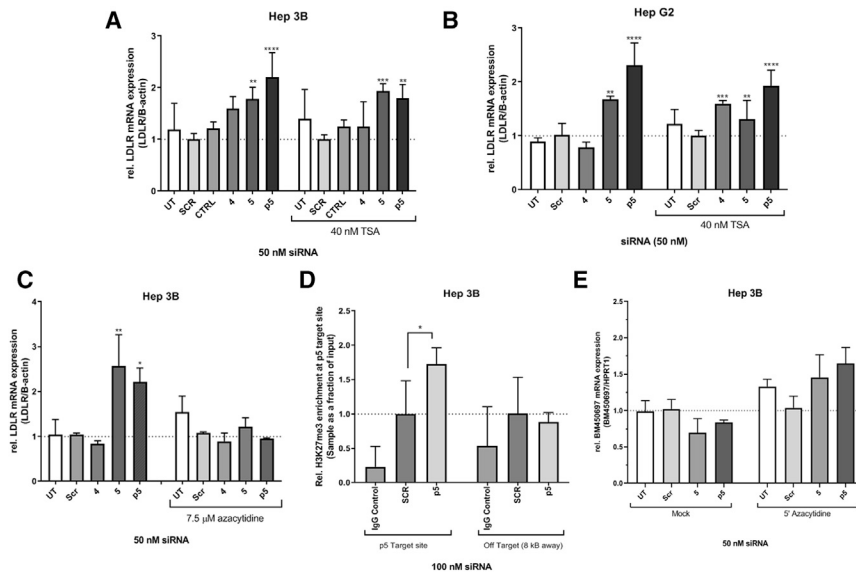 A
Hep 3B
rel. LDLR mRNA expression
(LDLR/B-actin)
3
2
1
0
** **** *** **
UT SCR CTRL 4 5 p5 UT SCR CTRL 4 5 p5
40 nM TSA
50 nM siRNA
B
Hep G2
rel. LDLR mRNA expression
(LDLR/B-actin)
3
2
1
0
** **** *** ** ****
UT Scr 4 5 p5 UT Scr 4 5 p5
40 nM TSA
siRNA (50 nM)
C
Hep 3B
rel. LDLR mRNA expression
(LDLR/B-actin)
4
3
2
1
0
** *
UT Scr 4 5 p5 UT Scr 4 5 p5
7.5 µM azacytidine
50 nM siRNA
D
Hep 3B
Rel. H3K27me3 enrichment at p5 target site
(Sample as a fraction of input)
2.5
2.0
1.5
1.0
0.5
0.0
*
IgG Control SCR p5 IgG Control SCR p5
p5 Target site Off Target (8 kB away)
100 nM siRNA
E
Hep 3B
rel. BM450697 mRNA expression
(BM450697/HPRT1)
2.5
2.0
1.5
1.0
0.5
0.0
UT Scr 5 p5 UT Scr 5 p5
Mock 5' Azacytidine
50 nM siRNA